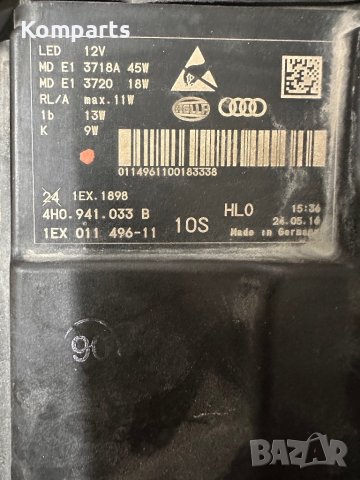 Komparts
LED 12V
MD E1 3718A 45W
MD E1 3720 18W
RL/A max.11W
1b 13W
K 9W
HELLA
0114961100183338
24 1EX.1898
4H0.941.033 B
1EX 011 496-11
10S
HL0
15:36
24.05.16
Made in Germany
90
BAZAR